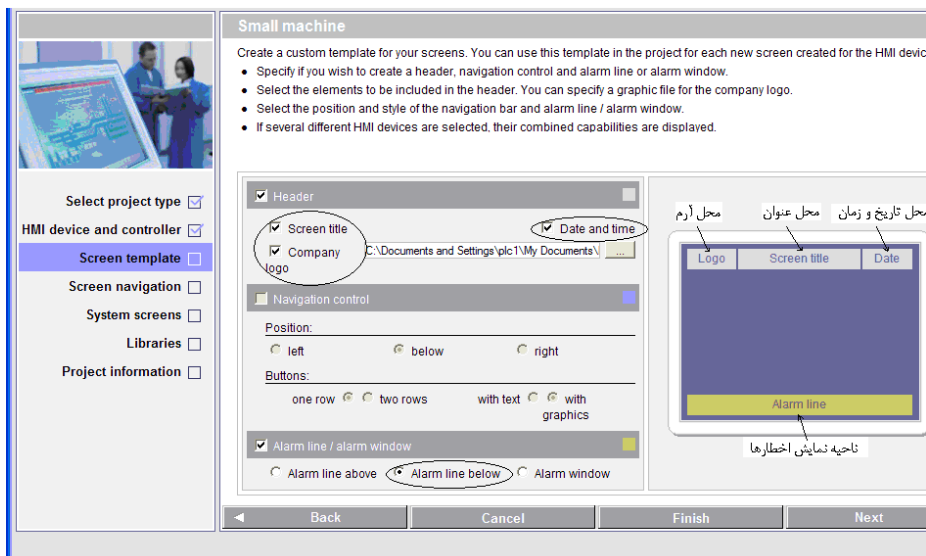 Small machine
Create a custom template for your screens. You can use this template in the project for each new screen created for the HMI devic
• Specify if you wish to create a header, navigation control and alarm line or alarm window.
• Select the elements to be included in the header. You can specify a graphic file for the company logo.
• Select the position and style of the navigation bar and alarm line / alarm window.
• If several different HMI devices are selected, their combined capabilities are displayed.
Select project type
HMI device and controller
Screen template
Screen navigation
System screens
Libraries
Project information
Header
Screen title
Date and time
Company logo
C:\Documents and Settings\plc1\My Documents\
...
Navigation control
Position:
left below right
Buttons:
one row two rows with text with graphics
Alarm line / alarm window
Alarm line above Alarm line below Alarm window
محل آرم محل عنوان محل تاریخ و زمان
Logo Screen title Date
Alarm line
ناحیه نمایش اخطارها
Back Cancel Finish Next